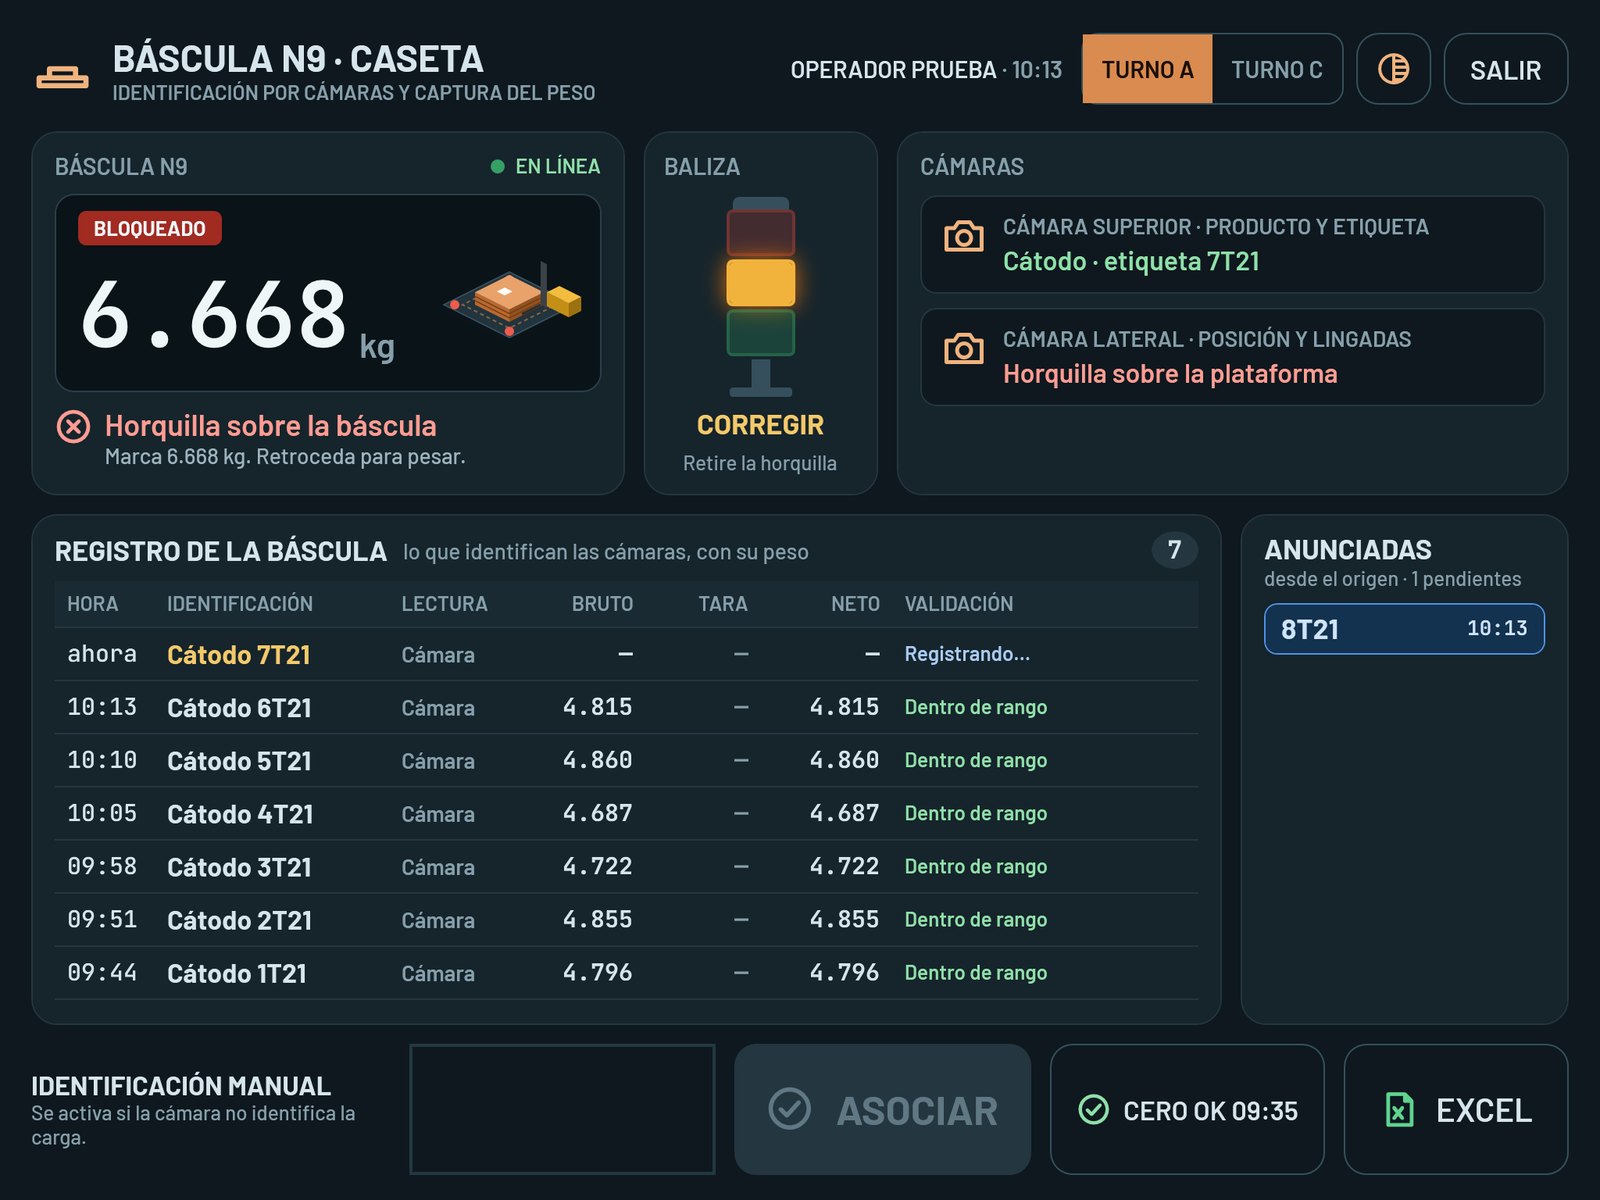 BÁSCULA N9 · CASETA
IDENTIFICACIÓN POR CÁMARAS Y CAPTURA DEL PESO
OPERADOR PRUEBA · 10:13
TURNO A
TURNO C
SALIR
BÁSCULA N9
EN LÍNEA
BLOQUEADO
6.668 kg
Horquilla sobre la báscula
Marca 6.668 kg. Retroceda para pesar.
BALIZA
CORREGIR
Retire la horquilla
CÁMARAS
CÁMARA SUPERIOR · PRODUCTO Y ETIQUETA
Cátodo · etiqueta 7T21
CÁMARA LATERAL · POSICIÓN Y LINGADAS
Horquilla sobre la plataforma
REGISTRO DE LA BÁSCULA lo que identifican las cámaras, con su peso 7
HORA IDENTIFICACIÓN LECTURA BRUTO TARA NETO VALIDACIÓN
ahora Cátodo 7T21 Cámara – – – Registrando...
10:13 Cátodo 6T21 Cámara 4.815 – 4.815 Dentro de rango
10:10 Cátodo 5T21 Cámara 4.860 – 4.860 Dentro de rango
10:05 Cátodo 4T21 Cámara 4.687 – 4.687 Dentro de rango
09:58 Cátodo 3T21 Cámara 4.722 – 4.722 Dentro de rango
09:51 Cátodo 2T21 Cámara 4.855 – 4.855 Dentro de rango
09:44 Cátodo 1T21 Cámara 4.796 – 4.796 Dentro de rango
ANUNCIADAS
desde el origen · 1 pendientes
8T21 10:13
IDENTIFICACIÓN MANUAL
Se activa si la cámara no identifica la
carga.
ASOCIAR
CERO OK 09:35
EXCEL